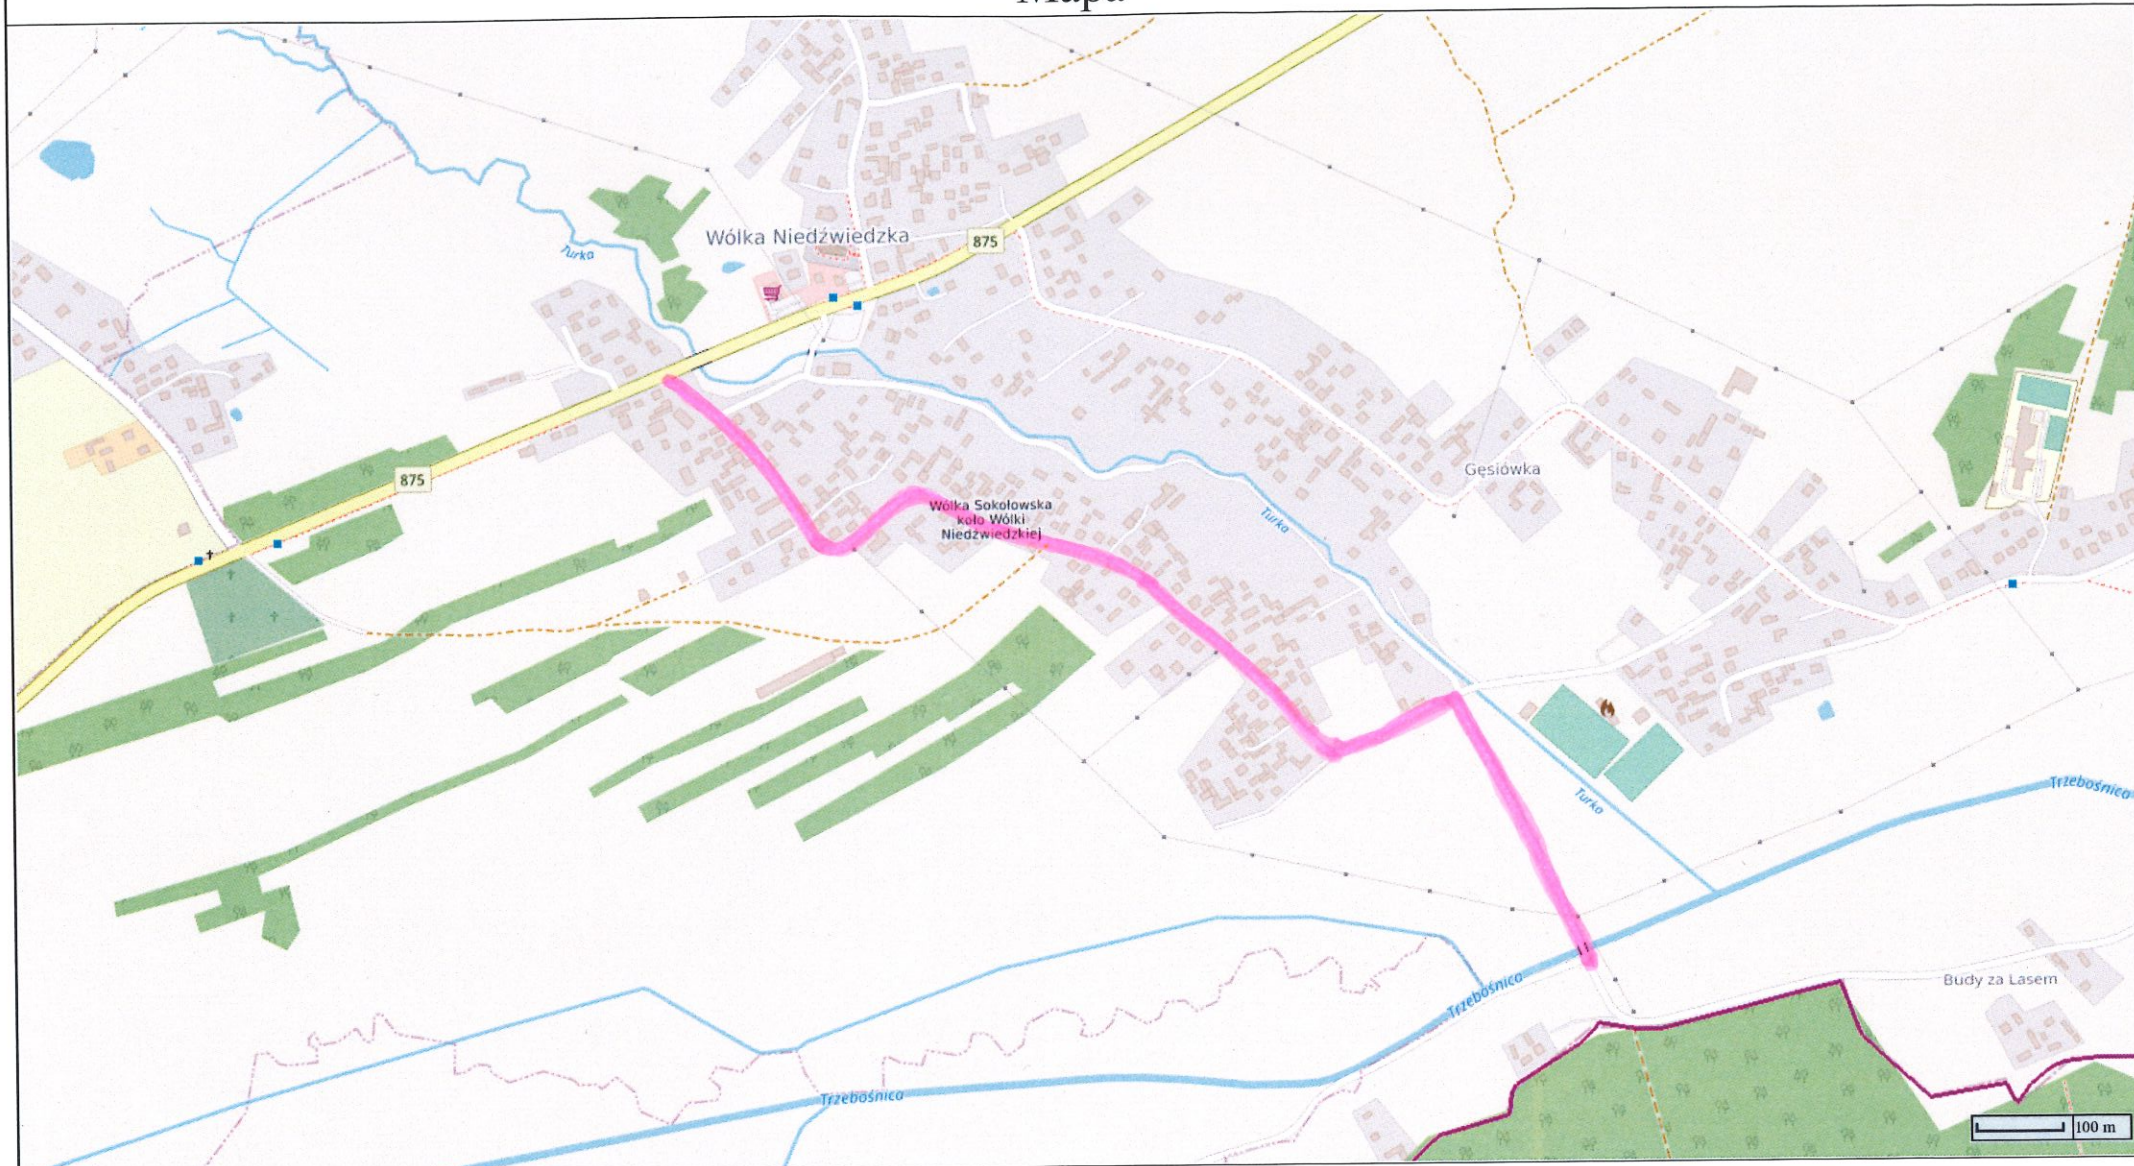 Mapa
Wólka Niedźwiedzka
875
Turka
875
Gęsiówka
Wólka Sokołowska
koło Wólki
Niedźwiedzkiej
Turka
Trzebośnica
Turka
Budy za Lasem
Trzebośnica
Trzebośnica
100 m